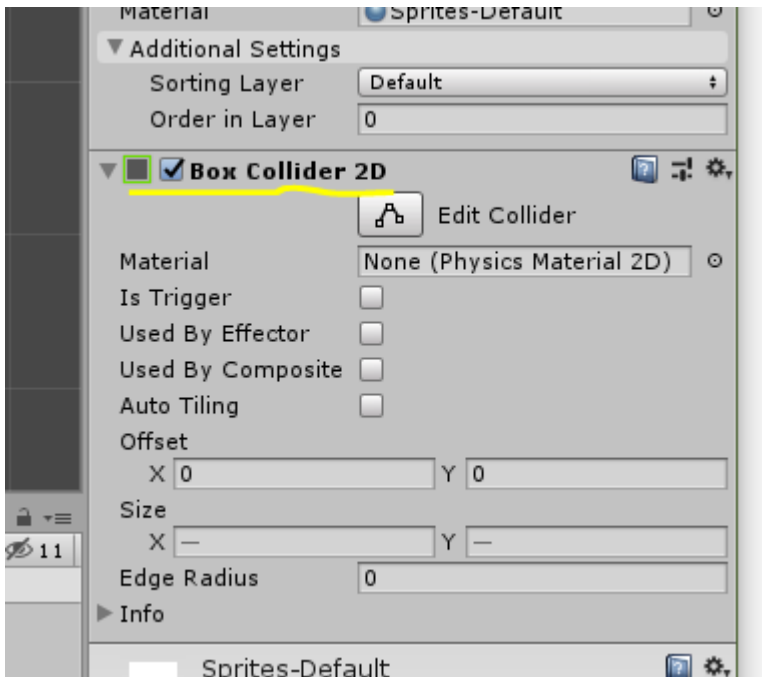 Material Sprites-Default
Additional Settings
Sorting Layer Default
Order in Layer 0
Box Collider 2D
Edit Collider
Material None (Physics Material 2D)
Is Trigger
Used By Effector
Used By Composite
Auto Tiling
Offset
X 0 Y 0
Size
X — Y —
11
Edge Radius 0
Info
Sprites-Default